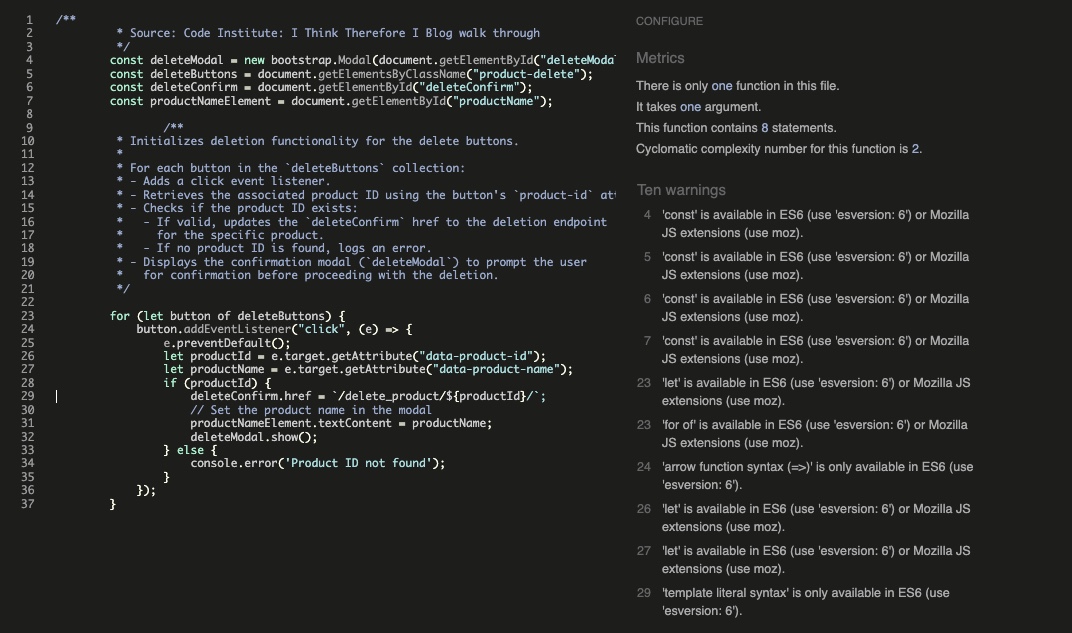 1 /**
2 * Source: Code Institute: I Think Therefore I Blog walk through
3 */
4 const deleteModal = new bootstrap.Modal(document.getElementById("deleteModa
5 const deleteButtons = document.getElementsByClassName("product-delete");
6 const deleteConfirm = document.getElementById("deleteConfirm");
7 const productNameElement = document.getElementById("productName");
8
9 /**
10 * Initializes deletion functionality for the delete buttons.
11 *
12 * For each button in the `deleteButtons` collection:
13 * - Adds a click event listener.
14 * - Retrieves the associated product ID using the button's `product-id` at
15 * - Checks if the product ID exists:
16 *   - If valid, updates the `deleteConfirm` href to the deletion endpoint
17 *     for the specific product.
18 *   - If no product ID is found, logs an error.
19 * - Displays the confirmation modal (`deleteModal`) to prompt the user
20 *   for confirmation before proceeding with the deletion.
21 */
22
23 for (let button of deleteButtons) {
24 button.addEventListener("click", (e) => {
25 e.preventDefault();
26 let productId = e.target.getAttribute("data-product-id");
27 let productName = e.target.getAttribute("data-product-name");
28 if (productId) {
29 deleteConfirm.href = `/delete_product/${productId}/`;
30 // Set the product name in the modal
31 productNameElement.textContent = productName;
32 deleteModal.show();
33 } else {
34 console.error('Product ID not found');
35 }
36 });
37 }
CONFIGURE
Metrics
There is only one function in this file.
It takes one argument.
This function contains 8 statements.
Cyclomatic complexity number for this function is 2.
Ten warnings
4 'const' is available in ES6 (use 'esversion: 6') or Mozilla
JS extensions (use moz).
5 'const' is available in ES6 (use 'esversion: 6') or Mozilla
JS extensions (use moz).
6 'const' is available in ES6 (use 'esversion: 6') or Mozilla
JS extensions (use moz).
7 'const' is available in ES6 (use 'esversion: 6') or Mozilla
JS extensions (use moz).
23 'let' is available in ES6 (use 'esversion: 6') or Mozilla JS
extensions (use moz).
23 'for of' is available in ES6 (use 'esversion: 6') or Mozilla
JS extensions (use moz).
24 'arrow function syntax (=>)' is only available in ES6 (use
'esversion: 6').
26 'let' is available in ES6 (use 'esversion: 6') or Mozilla JS
extensions (use moz).
27 'let' is available in ES6 (use 'esversion: 6') or Mozilla JS
extensions (use moz).
29 'template literal syntax' is only available in ES6 (use
'esversion: 6').